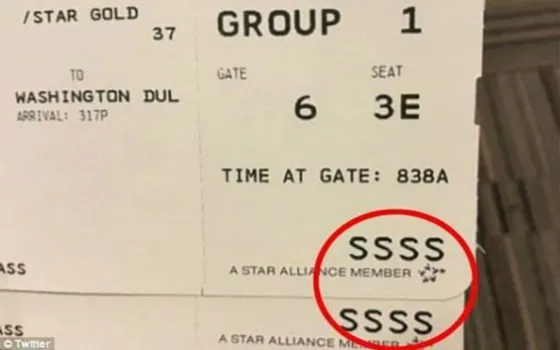 /STAR GOLD
37
GROUP 1
TO
WASHINGTON DUL
ARRIVAL: 317P
GATE SEAT
6 3E
TIME AT GATE: 838A
SSSS
ASS A STAR ALLIANCE MEMBER
SSSS
ASS
A STAR ALLIANCE MEMBER
© Twitter